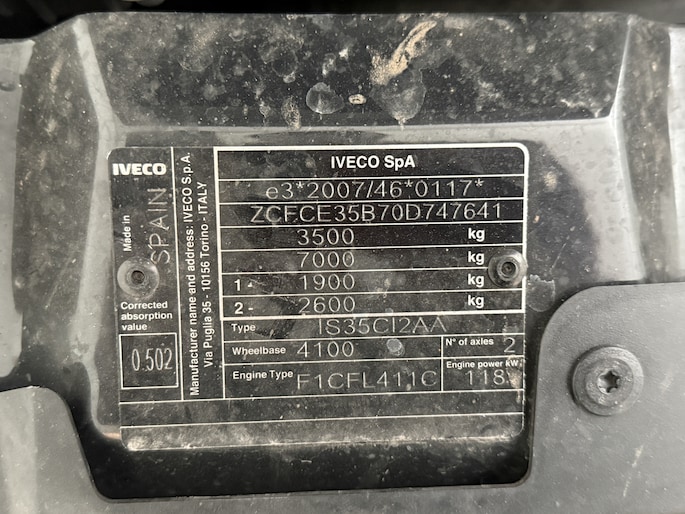 IVECO
Made in
SPAIN
Corrected
absorption
value
0.502
Manufacturer name and address: IVECO S.p.A.
Via Puglia 35 - 10156 Torino - ITALY
IVECO SpA
e3*2007/46*0117*
ZCFCE35B70D747641
3500 kg
7000 kg
1 - 1900 kg
2 - 2600 kg
Type IS35CI2AA
Wheelbase 4100 N° of axles 2
Engine Type F1CFL411C Engine power kW 118